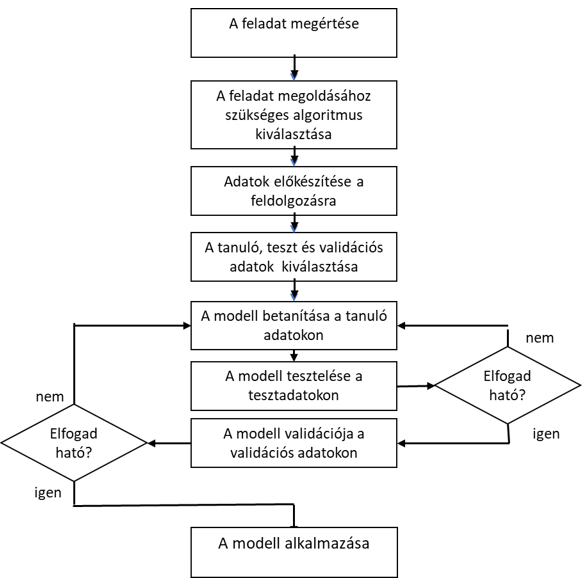 A feladat megértése
A feladat megoldásához
szükséges algoritmus
kiválasztása
Adatok előkészítése a
feldolgozásra
A tanuló, teszt és validációs
adatok kiválasztása
A modell betanítása a tanuló
adatokon
nem
A modell tesztelése a
tesztadatokon
Elfogad
ható?
igen
A modell validációja a
validációs adatokon
nem
Elfogad
ható?
igen
A modell alkalmazása